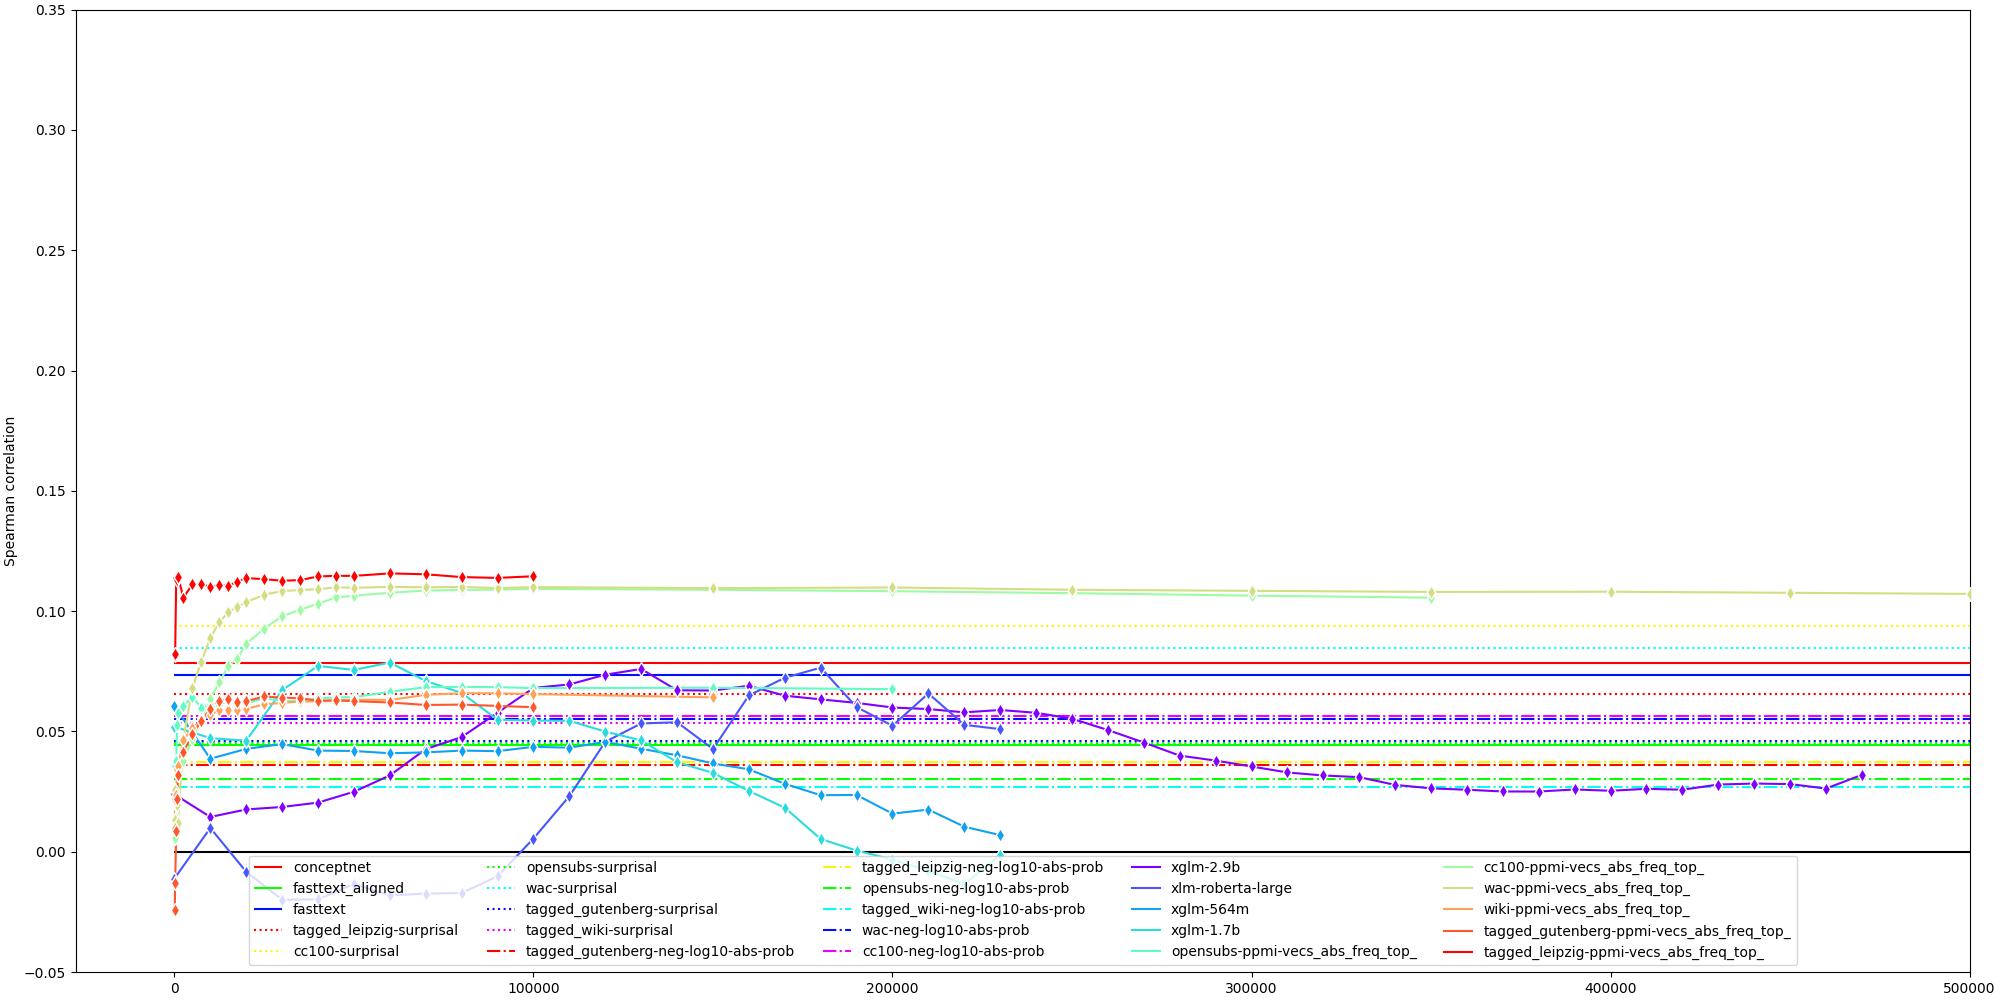 0.35
0.30
0.25
0.20
0.15
0.10
0.05
0.00
−0.05
Spearman correlation
0
100000
200000
300000
400000
500000
conceptnet
fasttext_aligned
fasttext
tagged_leipzig-surprisal
cc100-surprisal
opensubs-surprisal
wac-surprisal
tagged_gutenberg-surprisal
tagged_wiki-surprisal
tagged_gutenberg-neg-log10-abs-prob
tagged_leipzig-neg-log10-abs-prob
opensubs-neg-log10-abs-prob
tagged_wiki-neg-log10-abs-prob
wac-neg-log10-abs-prob
cc100-neg-log10-abs-prob
xglm-2.9b
xlm-roberta-large
xglm-564m
xglm-1.7b
opensubs-ppmi-vecs_abs_freq_top_
cc100-ppmi-vecs_abs_freq_top_
wac-ppmi-vecs_abs_freq_top_
wiki-ppmi-vecs_abs_freq_top_
tagged_gutenberg-ppmi-vecs_abs_freq_top_
tagged_leipzig-ppmi-vecs_abs_freq_top_